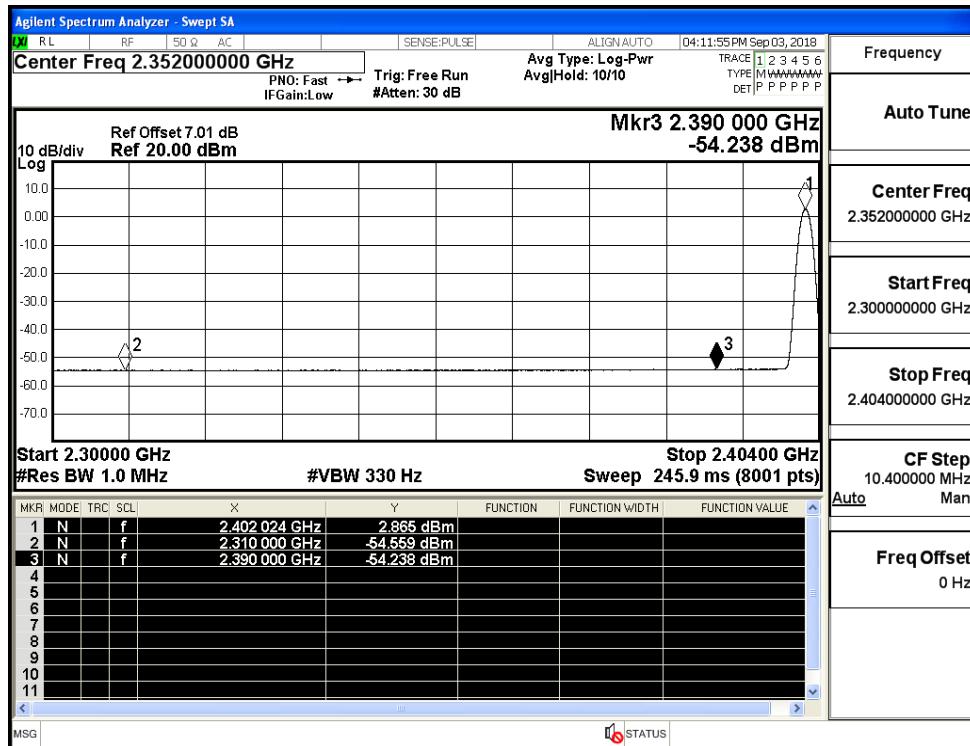 Agilent Spectrum Analyzer - Swept SA
LXI RL RF 50 Ω AC SENSE:PULSE ALIGN AUTO 04:11:55 PM Sep 03, 2018
Center Freq 2.352000000 GHz
PNO: Fast
IFGain:Low
Trig: Free Run
#Atten: 30 dB
Avg Type: Log-Pwr
Avg|Hold: 10/10
TRACE 1 2 3 4 5 6
TYPE M W W W W W
DET P P P P P P
Ref Offset 7.01 dB
10 dB/div Ref 20.00 dBm
Log
Mkr3 2.390 000 GHz
-54.238 dBm
10.0
0.00
-10.0
-20.0
-30.0
-40.0
-50.0
-60.0
-70.0
1
2
3
Start 2.30000 GHz Stop 2.40400 GHz
#Res BW 1.0 MHz #VBW 330 Hz Sweep 245.9 ms (8001 pts)
MKR MODE TRC SCL X Y FUNCTION FUNCTION WIDTH FUNCTION VALUE
1 N f 2.402 024 GHz 2.865 dBm
2 N f 2.310 000 GHz -54.559 dBm
3 N f 2.390 000 GHz -54.238 dBm
4
5
6
7
8
9
10
11
MSG STATUS
Frequency
Auto Tune
Center Freq
2.352000000 GHz
Start Freq
2.300000000 GHz
Stop Freq
2.404000000 GHz
CF Step
10.400000 MHz
Auto Man
Freq Offset
0 Hz